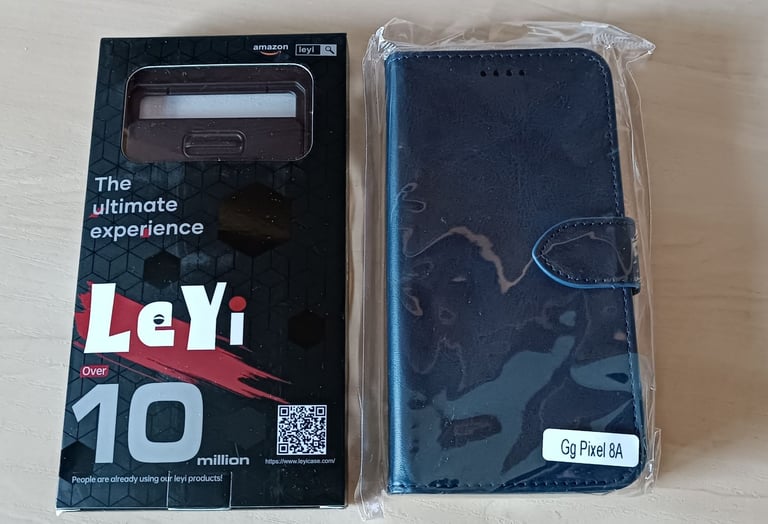 amazon
leyi
The
ultimate
experience
LeYi
Over
10
million
https://www.leyicase.com/
People are already using our leyi products!
Gg Pixel 8A